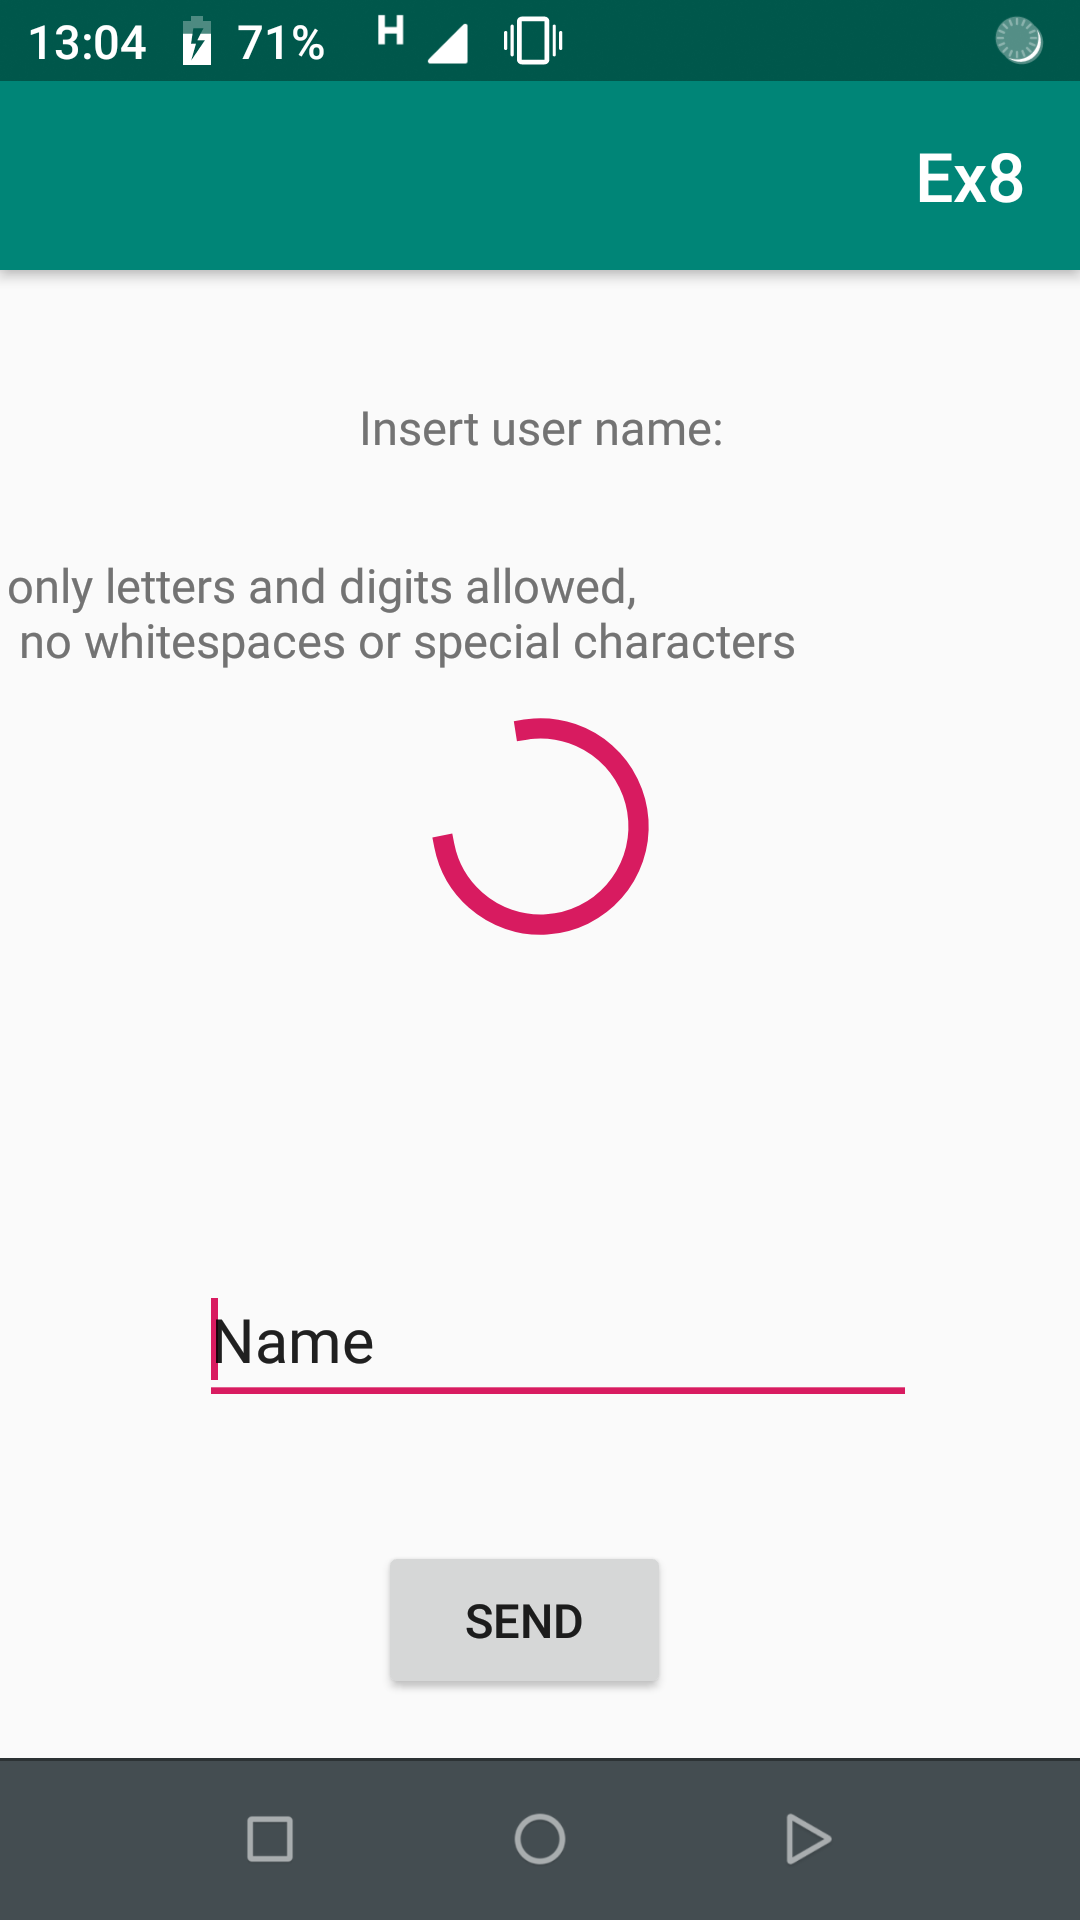 13:04 71% H
Ex8
Insert user name:
only letters and digits allowed,
no whitespaces or special characters
Name
SEND